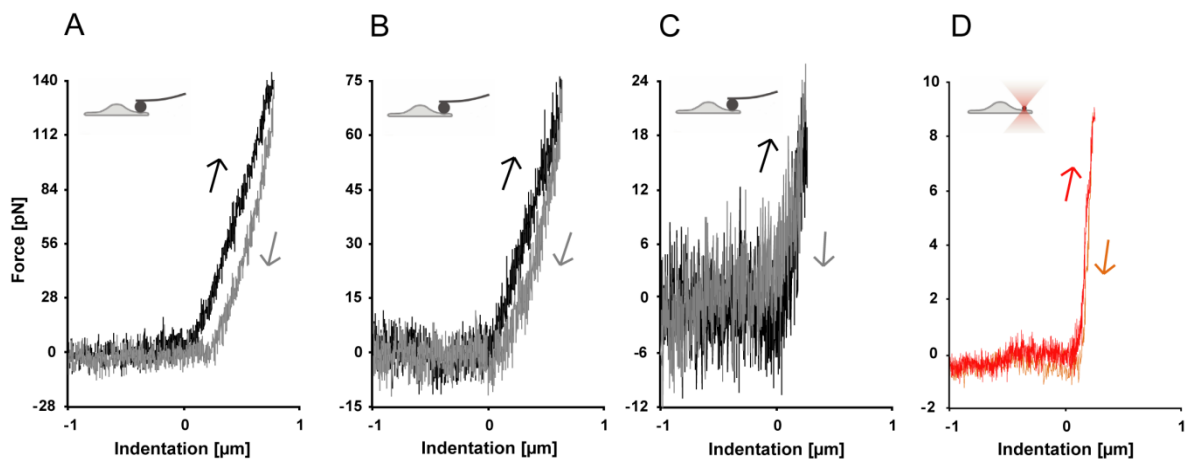 A B C D
Force [pN]
140
112
84
56
28
0
-28
-1 0 1
Indentation [µm]
75
60
45
30
15
0
-15
-1 0 1
Indentation [µm]
24
18
12
6
0
-6
-12
-1 0 1
Indentation [µm]
10
8
6
4
2
0
-2
-1 0 1
Indentation [µm]